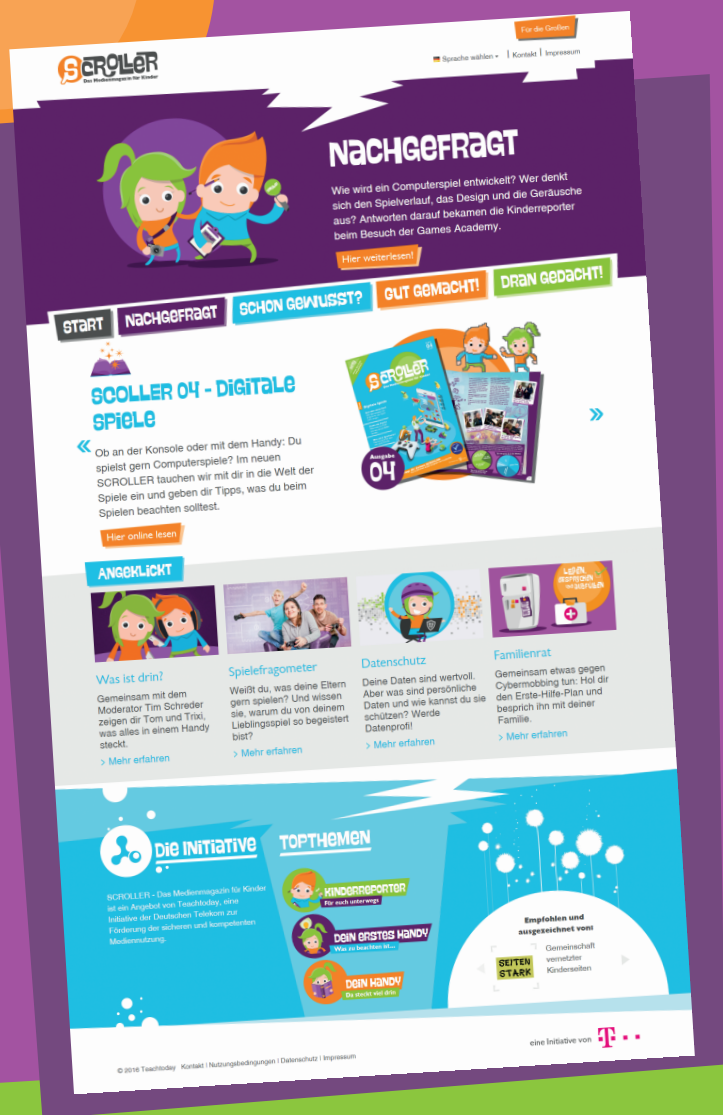 Für die Großen
SCROLLER
Das Medienmagazin für Kinder
Sprache wählen
Kontakt | Impressum
NACHGEFRAGT
Wie wird ein Computerspiel entwickelt? Wer denkt
sich den Spielverlauf, das Design und die Geräusche
aus? Antworten darauf bekamen die Kinderreporter
beim Besuch der Games Academy.
Hier weiterlesen!
START
NACHGEFRAGT
SCHON GEWUSST?
GUT GEMACHT!
DRAN GEDACHT!
SCOLLER 04 - DIGITALE
SPIELE
Ob an der Konsole oder mit dem Handy: Du
spielst gern Computerspiele? Im neuen
SCROLLER tauchen wir mit dir in die Welt der
Spiele ein und geben dir Tipps, was du beim
Spielen beachten solltest.
Hier online lesen
SCROLLER
Ausgabe
04
ANGEKLICKT
Was ist drin?
Gemeinsam mit dem
Moderator Tim Schreder
zeigen dir Tom und Trixi,
was alles in einem Handy
steckt.
> Mehr erfahren
Spielefragometer
Weißt du, was deine Eltern
gern spielen? Und wissen
sie, warum du von deinem
Lieblingsspiel so begeistert
bist?
> Mehr erfahren
Datenschutz
Deine Daten sind wertvoll.
Aber was sind persönliche
Daten und wie kannst du sie
schützen? Werde
Datenprofi!
> Mehr erfahren
Familienrat
Gemeinsam etwas gegen
Cybermobbing tun: Hol dir
den Erste-Hilfe-Plan und
besprich ihn mit deiner
Familie.
> Mehr erfahren
DIE INITIATIVE
SCROLLER - Das Medienmagazin für Kinder
ist ein Angebot von Teachtoday, eine
Initiative der Deutschen Telekom zur
Förderung der sicheren und kompetenten
Mediennutzung.
TOPTHEMEN
KINDERREPORTER
Für euch unterwegs
DEIN ERSTES HANDY
Was zu beachten ist...
DEIN HANDY
Da steckt viel drin
Empfohlen und
ausgezeichnet von:
SEITEN
STARK
Gemeinschaft
vernetzter
Kinderseiten
eine Initiative von T
© 2016 Teachtoday Kontakt | Nutzungsbedingungen | Datenschutz | Impressum